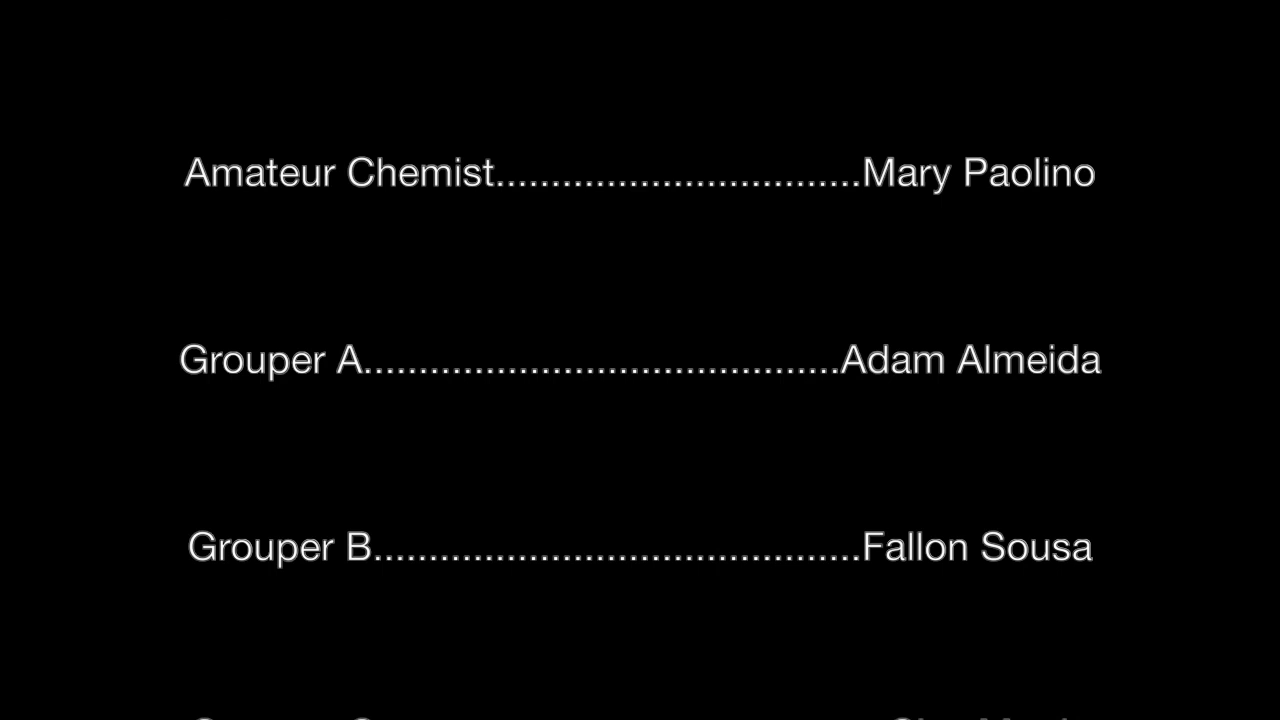 Amateur Chemist.................................Mary Paolino
Grouper A...........................................Adam Almeida
Grouper B............................................Fallon Sousa